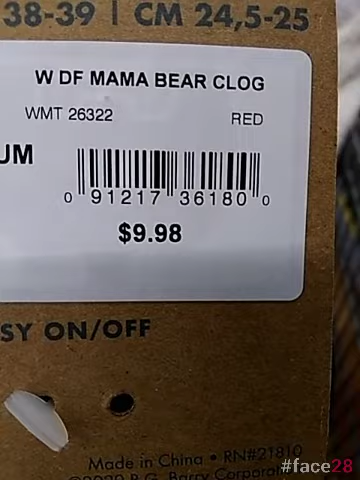 38-39 | CM 24,5-25
W DF MAMA BEAR CLOG
WMT 26322 RED
UM
0 91217 36180 0
$9.98
SY ON/OFF
Made in China • RN#21810
©2020 R.G. Barry Corporati
#face28